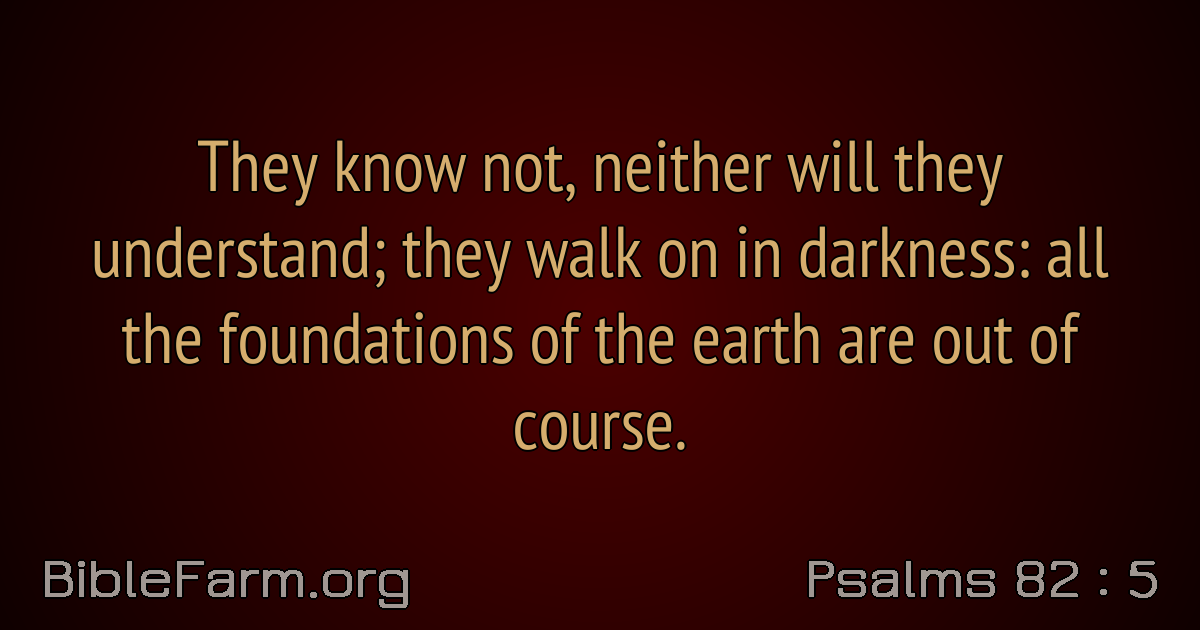 They know not, neither will they
understand; they walk on in darkness: all
the foundations of the earth are out of
course.
BibleFarm.org
Psalms 82 : 5